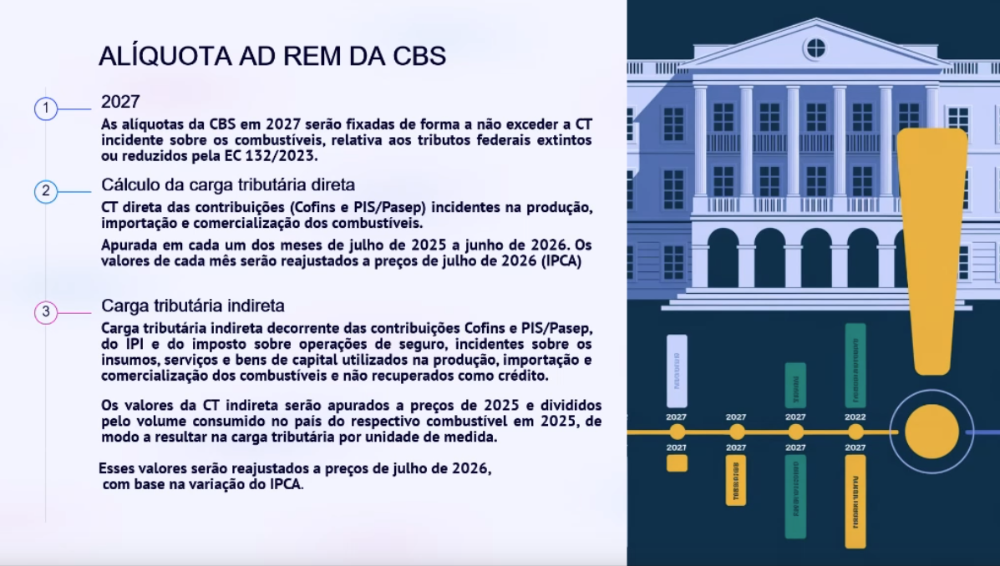 ALÍQUOTA AD REM DA CBS
1
2027
As alíquotas da CBS em 2027 serão fixadas de forma a não exceder a CT
incidente sobre os combustíveis, relativa aos tributos federais extintos
ou reduzidos pela EC 132/2023.
2
Cálculo da carga tributária direta
CT direta das contribuições (Cofins e PIS/Pasep) incidentes na produção,
importação e comercialização dos combustíveis.
Apurada em cada um dos meses de julho de 2025 a junho de 2026. Os
valores de cada mês serão reajustados a preços de julho de 2026 (IPCA)
3
Carga tributária indireta
Carga tributária indireta decorrente das contribuições Cofins e PIS/Pasep,
do IPI e do imposto sobre operações de seguro, incidentes sobre os
insumos, serviços e bens de capital utilizados na produção, importação e
comercialização dos combustíveis e não recuperados como crédito.
Os valores da CT indireta serão apurados a preços de 2025 e divididos
pelo volume consumido no país do respectivo combustível em 2025, de
modo a resultar na carga tributária por unidade de medida.
Esses valores serão reajustados a preços de julho de 2026,
com base na variação do IPCA.
2027 2027 2027 2022
2027 2027 2027 2027